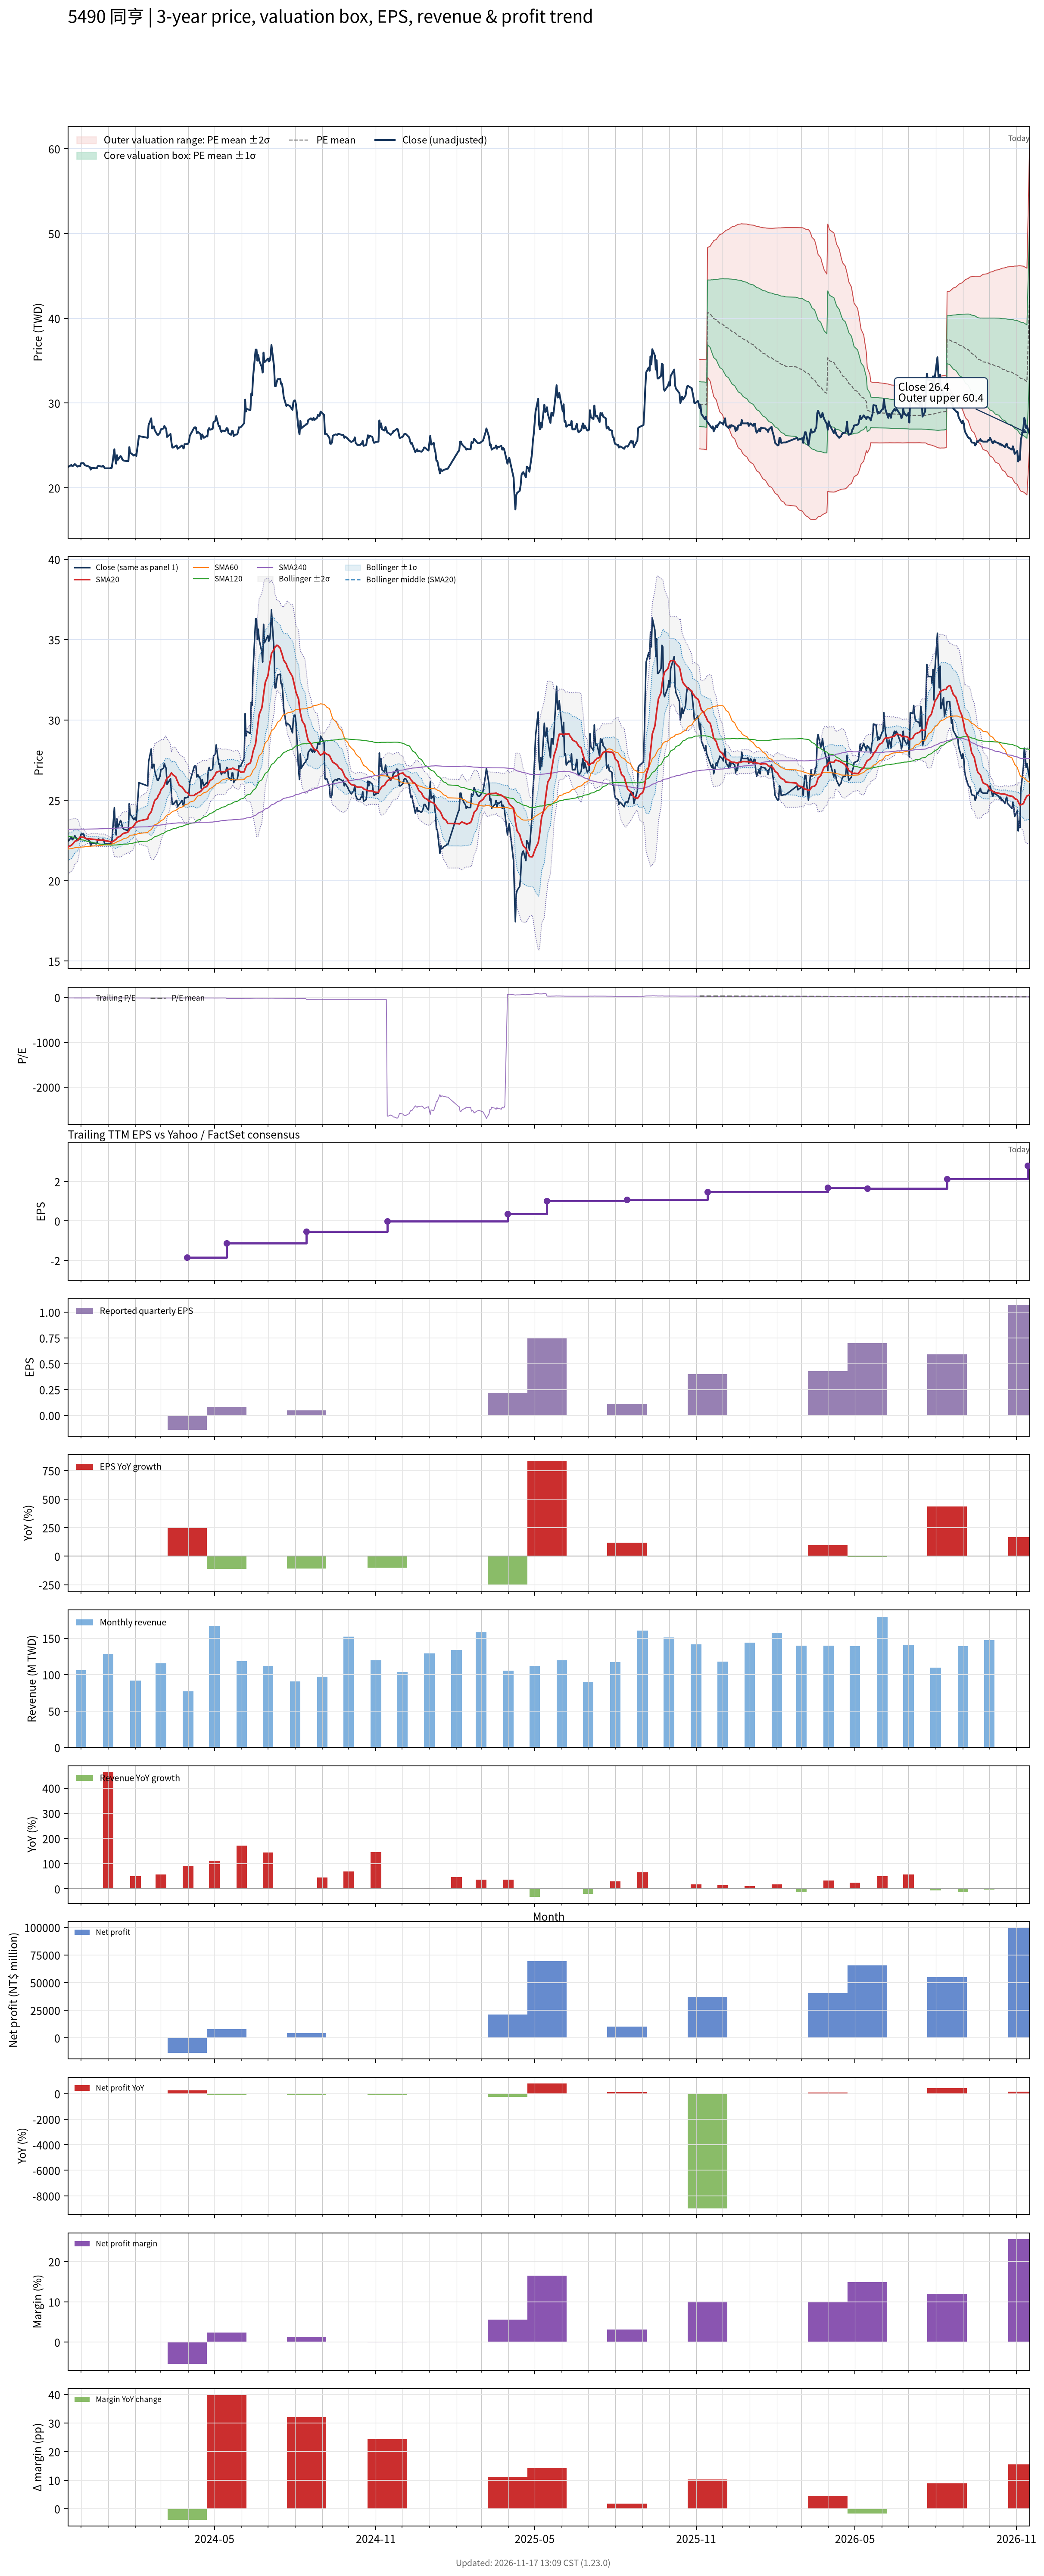 5490 同亨 | 3-year price, valuation box, EPS, revenue & profit trend
Outer valuation range: PE mean ±2σ
PE mean
Close (unadjusted)
Core valuation box: PE mean ±1σ
Today
60
50
40
30
20
Price (TWD)
Close 26.4
Outer upper 60.4
Close (same as panel 1)
SMA20
SMA60
SMA120
SMA240
Bollinger ±2σ
Bollinger ±1σ
Bollinger middle (SMA20)
40
35
30
25
20
15
Price
Trailing P/E
P/E mean
0
-1000
-2000
P/E
Trailing TTM EPS vs Yahoo / FactSet consensus
Today
2
0
-2
EPS
Reported quarterly EPS
1.00
0.75
0.50
0.25
0.00
EPS
EPS YoY growth
750
500
250
0
-250
YoY (%)
Monthly revenue
150
100
50
0
Revenue (M TWD)
Revenue YoY growth
400
300
200
100
0
YoY (%)
Month
Net profit
100000
75000
50000
25000
0
Net profit (NT$ million)
Net profit YoY
0
-2000
-4000
-6000
-8000
YoY (%)
Net profit margin
20
10
0
Margin (%)
Margin YoY change
40
30
20
10
0
Δ margin (pp)
2024-05
2024-11
2025-05
2025-11
2026-05
2026-11
Updated: 2026-11-17 13:09 CST (1.23.0)